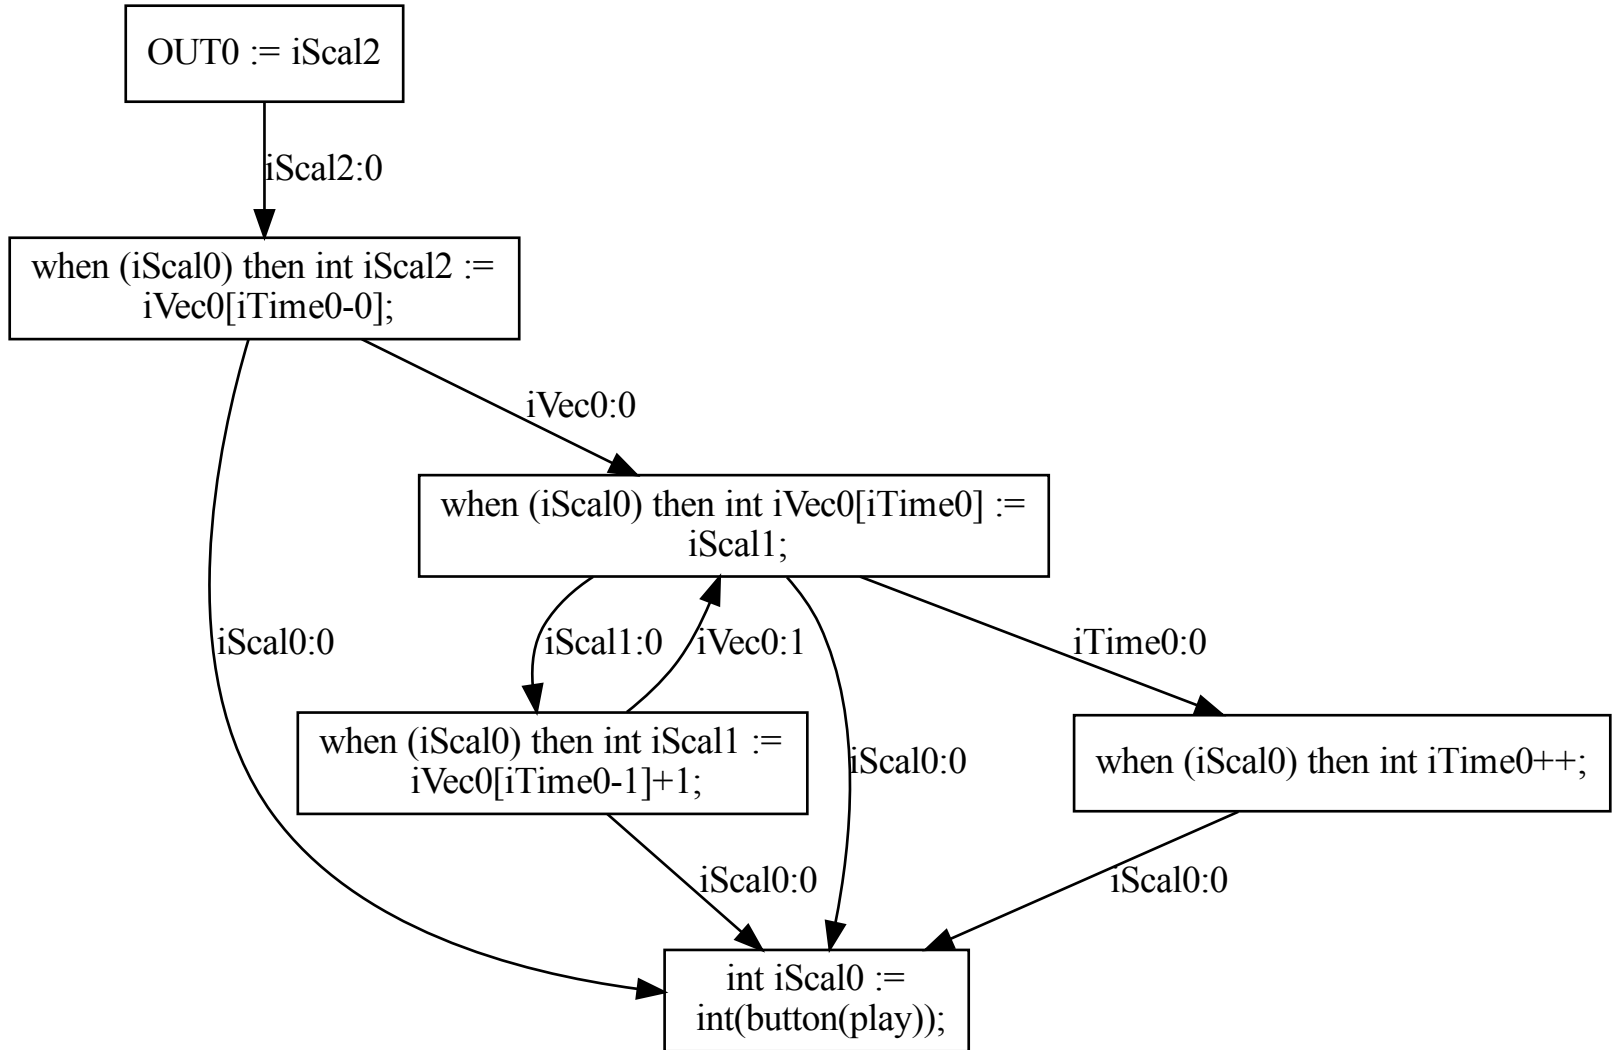 OUT0 := iScal2
iScal2:0
when (iScal0) then int iScal2 :=
iVec0[iTime0-0];
iVec0:0
when (iScal0) then int iVec0[iTime0] :=
iScal1;
iScal0:0
iScal1:0
iVec0:1
iTime0:0
when (iScal0) then int iScal1 :=
iVec0[iTime0-1]+1;
iScal0:0
when (iScal0) then int iTime0++;
iScal0:0
iScal0:0
int iScal0 :=
int(button(play));